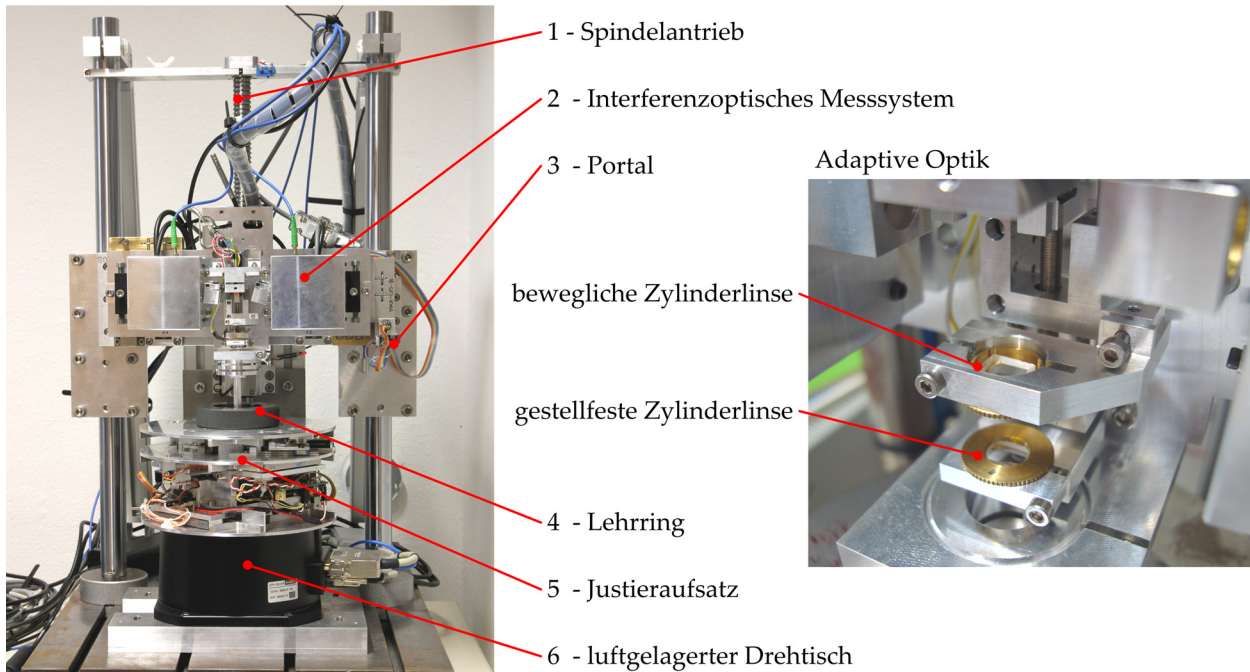 1 - Spindelantrieb
2 - Interferenzoptisches Messsystem
3 - Portal
Adaptive Optik
bewegliche Zylinderlinse
gestellfeste Zylinderlinse
4 - Lehrring
5 - Justieraufsatz
6 - luftgelagerter Drehtisch